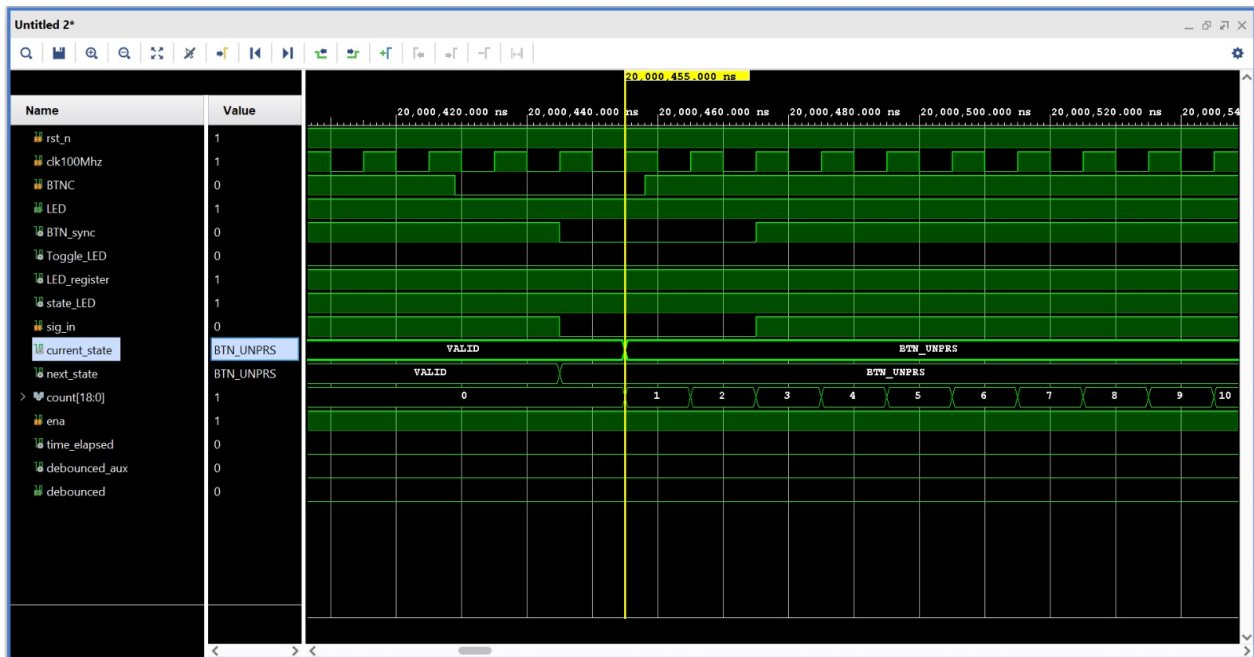 Untitled 2*
20,000,455.000 ns
Name Value
20,000,420.000 ns 20,000,440.000 ns 20,000,460.000 ns 20,000,480.000 ns 20,000,500.000 ns 20,000,520.000 ns 20,000,54
rst_n 1
clk100Mhz 1
BTNC 0
LED 1
BTN_sync 0
Toggle_LED 0
LED_register 1
state_LED 1
sig_in 0
current_state BTN_UNPRS VALID BTN_UNPRS
next_state BTN_UNPRS VALID BTN_UNPRS
count[18:0] 1 0 1 2 3 4 5 6 7 8 9 10
ena 1
time_elapsed 0
debounced_aux 0
debounced 0